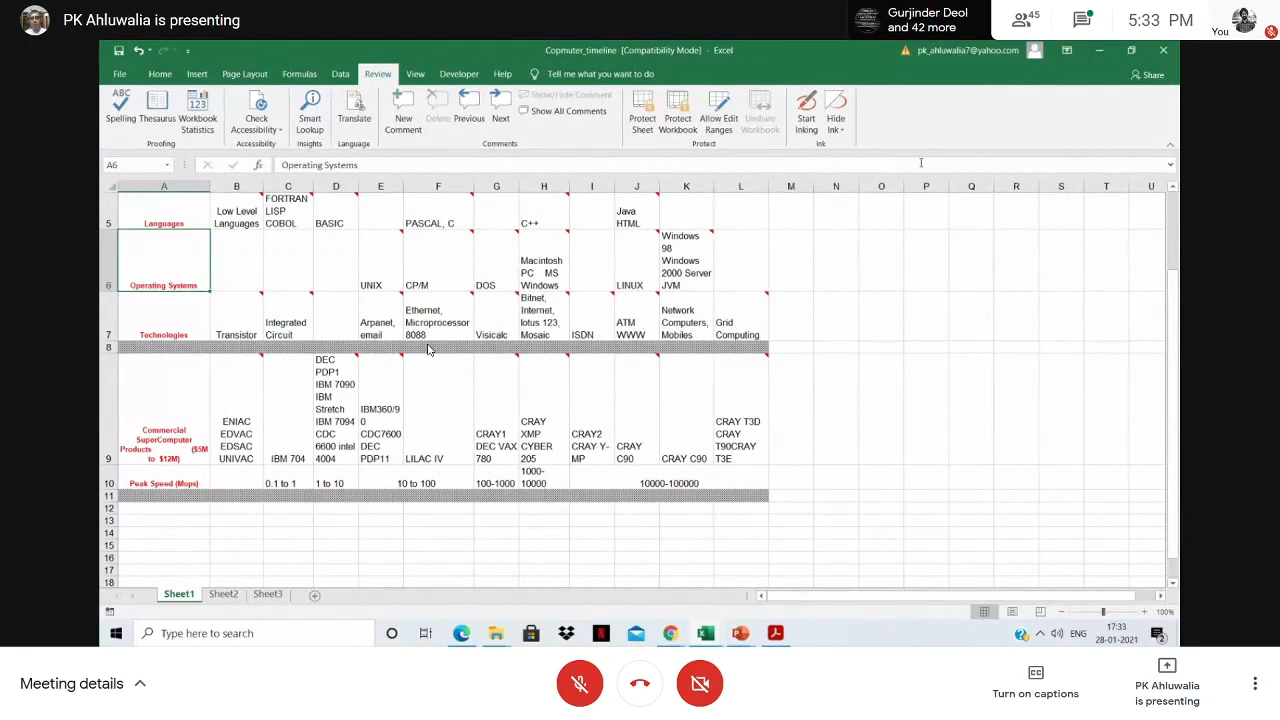 PK Ahluwalia is presenting
Gurjinder Deol
and 42 more
45
5:33 PM
You
Copmuter_timeline [Compatibility Mode] - Excel
pk_ahluwalia7@yahoo.com
File Home Insert Page Layout Formulas Data Review View Developer Help Tell me what you want to do
Share
ABC
Spelling Thesaurus Workbook Statistics
123
Check Accessibility
Smart Lookup
Translate
New Comment
Delete Previous Next
Show/Hide Comment
Show All Comments
Protect Sheet
Protect Workbook
Allow Edit Ranges
Unshare Workbook
Start Inking
Hide Ink
Proofing Accessibility Insights Language Comments Protect Ink
A6 fx Operating Systems
A B C D E F G H I J K L M N O P Q R S T U
5
Languages
Low Level
Languages
FORTRAN
LISP
COBOL
BASIC
PASCAL, C
C++
Java
HTML
6
Operating Systems
UNIX
CP/M
DOS
Macintosh
PC MS
Windows
LINUX
Windows
98
Windows
2000 Server
JVM
7
Technologies
Transistor
Integrated
Circuit
Arpanet,
email
Ethernet,
Microprocessor
8088
Visicalc
Bitnet,
Internet,
lotus 123,
Mosaic
ISDN
ATM
WWW
Network
Computers,
Mobiles
Grid
Computing
8
9
Commercial
SuperComputer
Products ($5M
to $12M)
ENIAC
EDVAC
EDSAC
UNIVAC
IBM 704
DEC
PDP1
IBM 7090
IBM
Stretch
IBM 7094
CDC
6600 intel
4004
IBM360/9
0
CDC7600
DEC
PDP11
LILAC IV
CRAY1
DEC VAX
780
CRAY
XMP
CYBER
205
CRAY2
CRAY Y-
MP
CRAY
C90
CRAY C90
CRAY T3D
CRAY
T90CRAY
T3E
10
Peak Speed (Mops)
0.1 to 1
1 to 10
10 to 100
100-1000
1000-
10000
10000-100000
11
12
13
14
15
16
17
18
Sheet1 Sheet2 Sheet3
100%
Type here to search
ENG
17:33
28-01-2021
2
Meeting details
CC
Turn on captions
PK Ahluwalia
is presenting